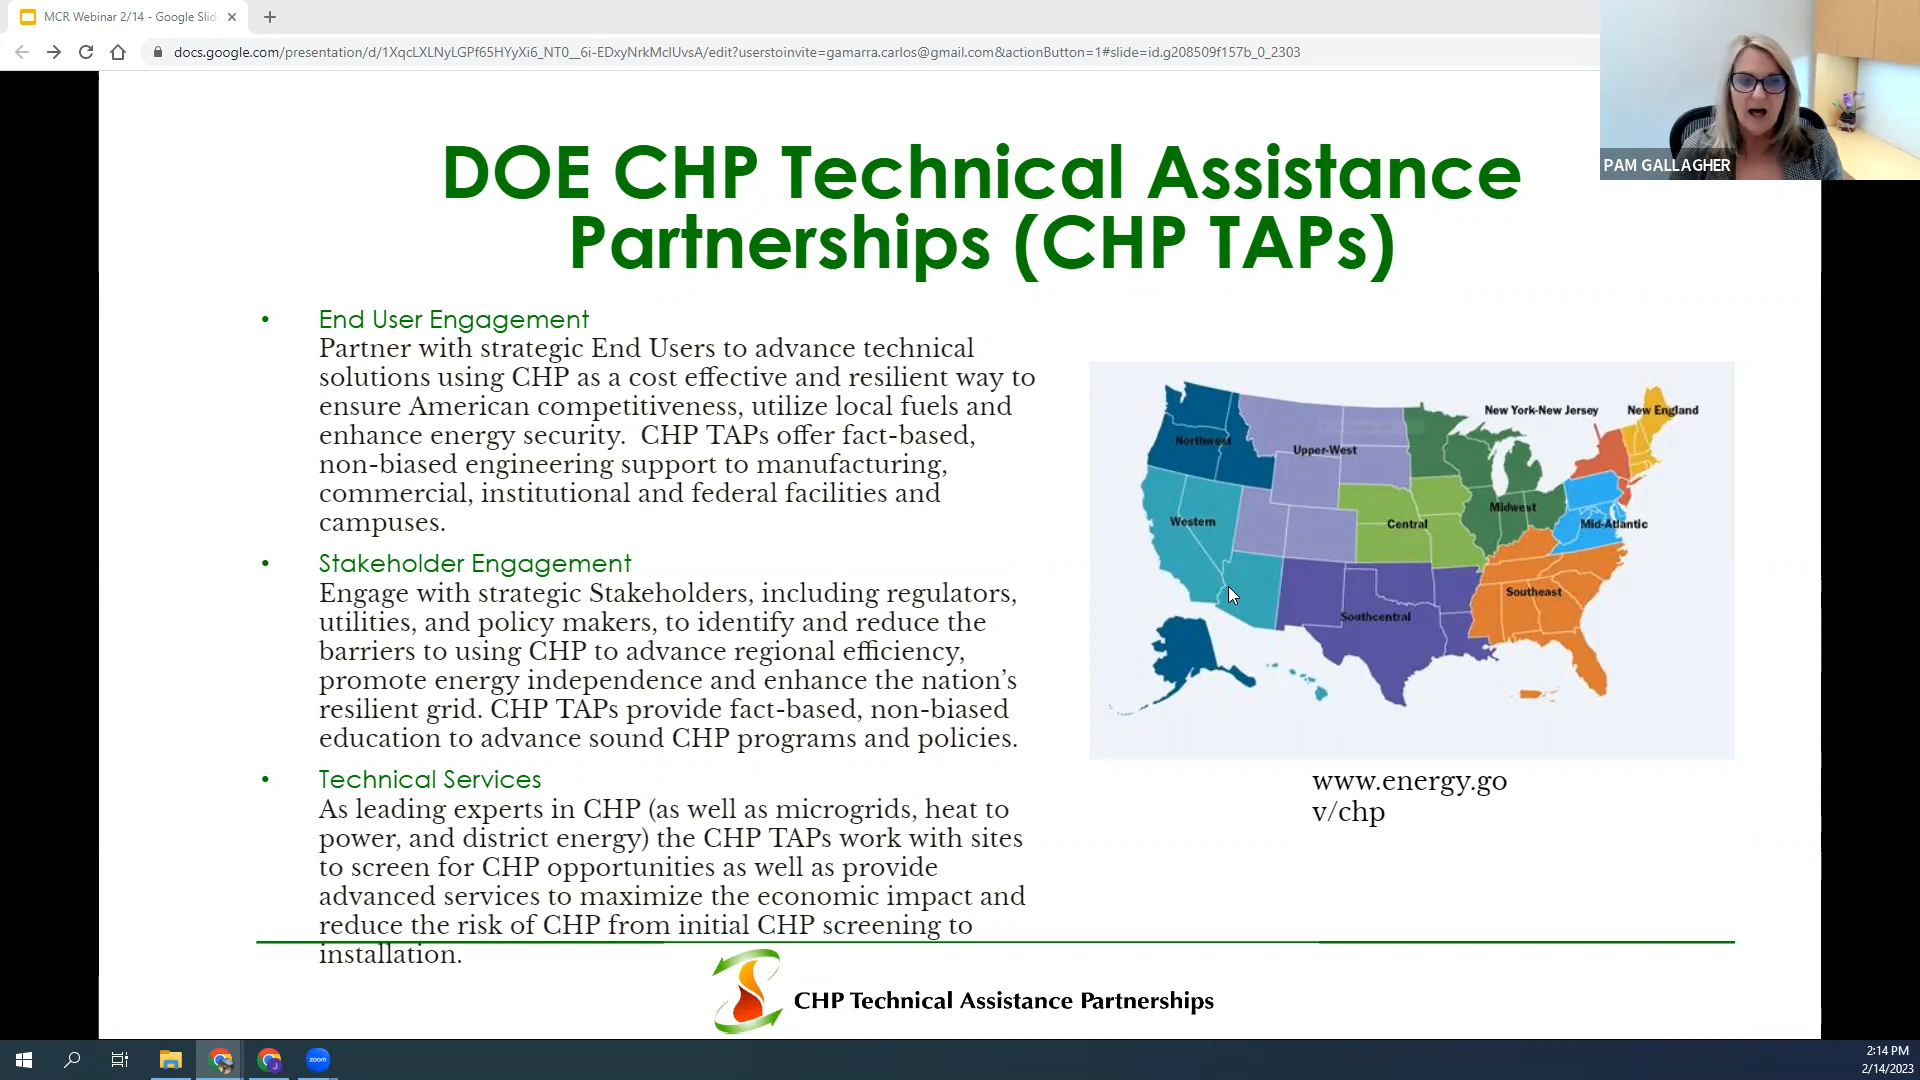 MCR Webinar 2/14 - Google Slid
docs.google.com/presentation/d/1XqcLXLNyLGPf65HYyXi6_NT0__6i-EDxyNrkMcIUvsA/edit?userstoinvite=gamarra.carlos@gmail.com&actionButton=1#slide=id.g208509f157b_0_2303
PAM GALLAGHER
DOE CHP Technical Assistance
Partnerships (CHP TAPs)
• End User Engagement
Partner with strategic End Users to advance technical
solutions using CHP as a cost effective and resilient way to
ensure American competitiveness, utilize local fuels and
enhance energy security.  CHP TAPs offer fact-based,
non-biased engineering support to manufacturing,
commercial, institutional and federal facilities and
campuses.
• Stakeholder Engagement
Engage with strategic Stakeholders, including regulators,
utilities, and policy makers, to identify and reduce the
barriers to using CHP to advance regional efficiency,
promote energy independence and enhance the nation's
resilient grid. CHP TAPs provide fact-based, non-biased
education to advance sound CHP programs and policies.
• Technical Services
As leading experts in CHP (as well as microgrids, heat to
power, and district energy) the CHP TAPs work with sites
to screen for CHP opportunities as well as provide
advanced services to maximize the economic impact and
reduce the risk of CHP from initial CHP screening to
installation.
New York-New Jersey
New England
Northwest
Upper-West
Midwest
Western
Central
Mid-Atlantic
Southeast
Southcentral
www.energy.go
v/chp
CHP Technical Assistance Partnerships
zoom
2:14 PM
2/14/2023